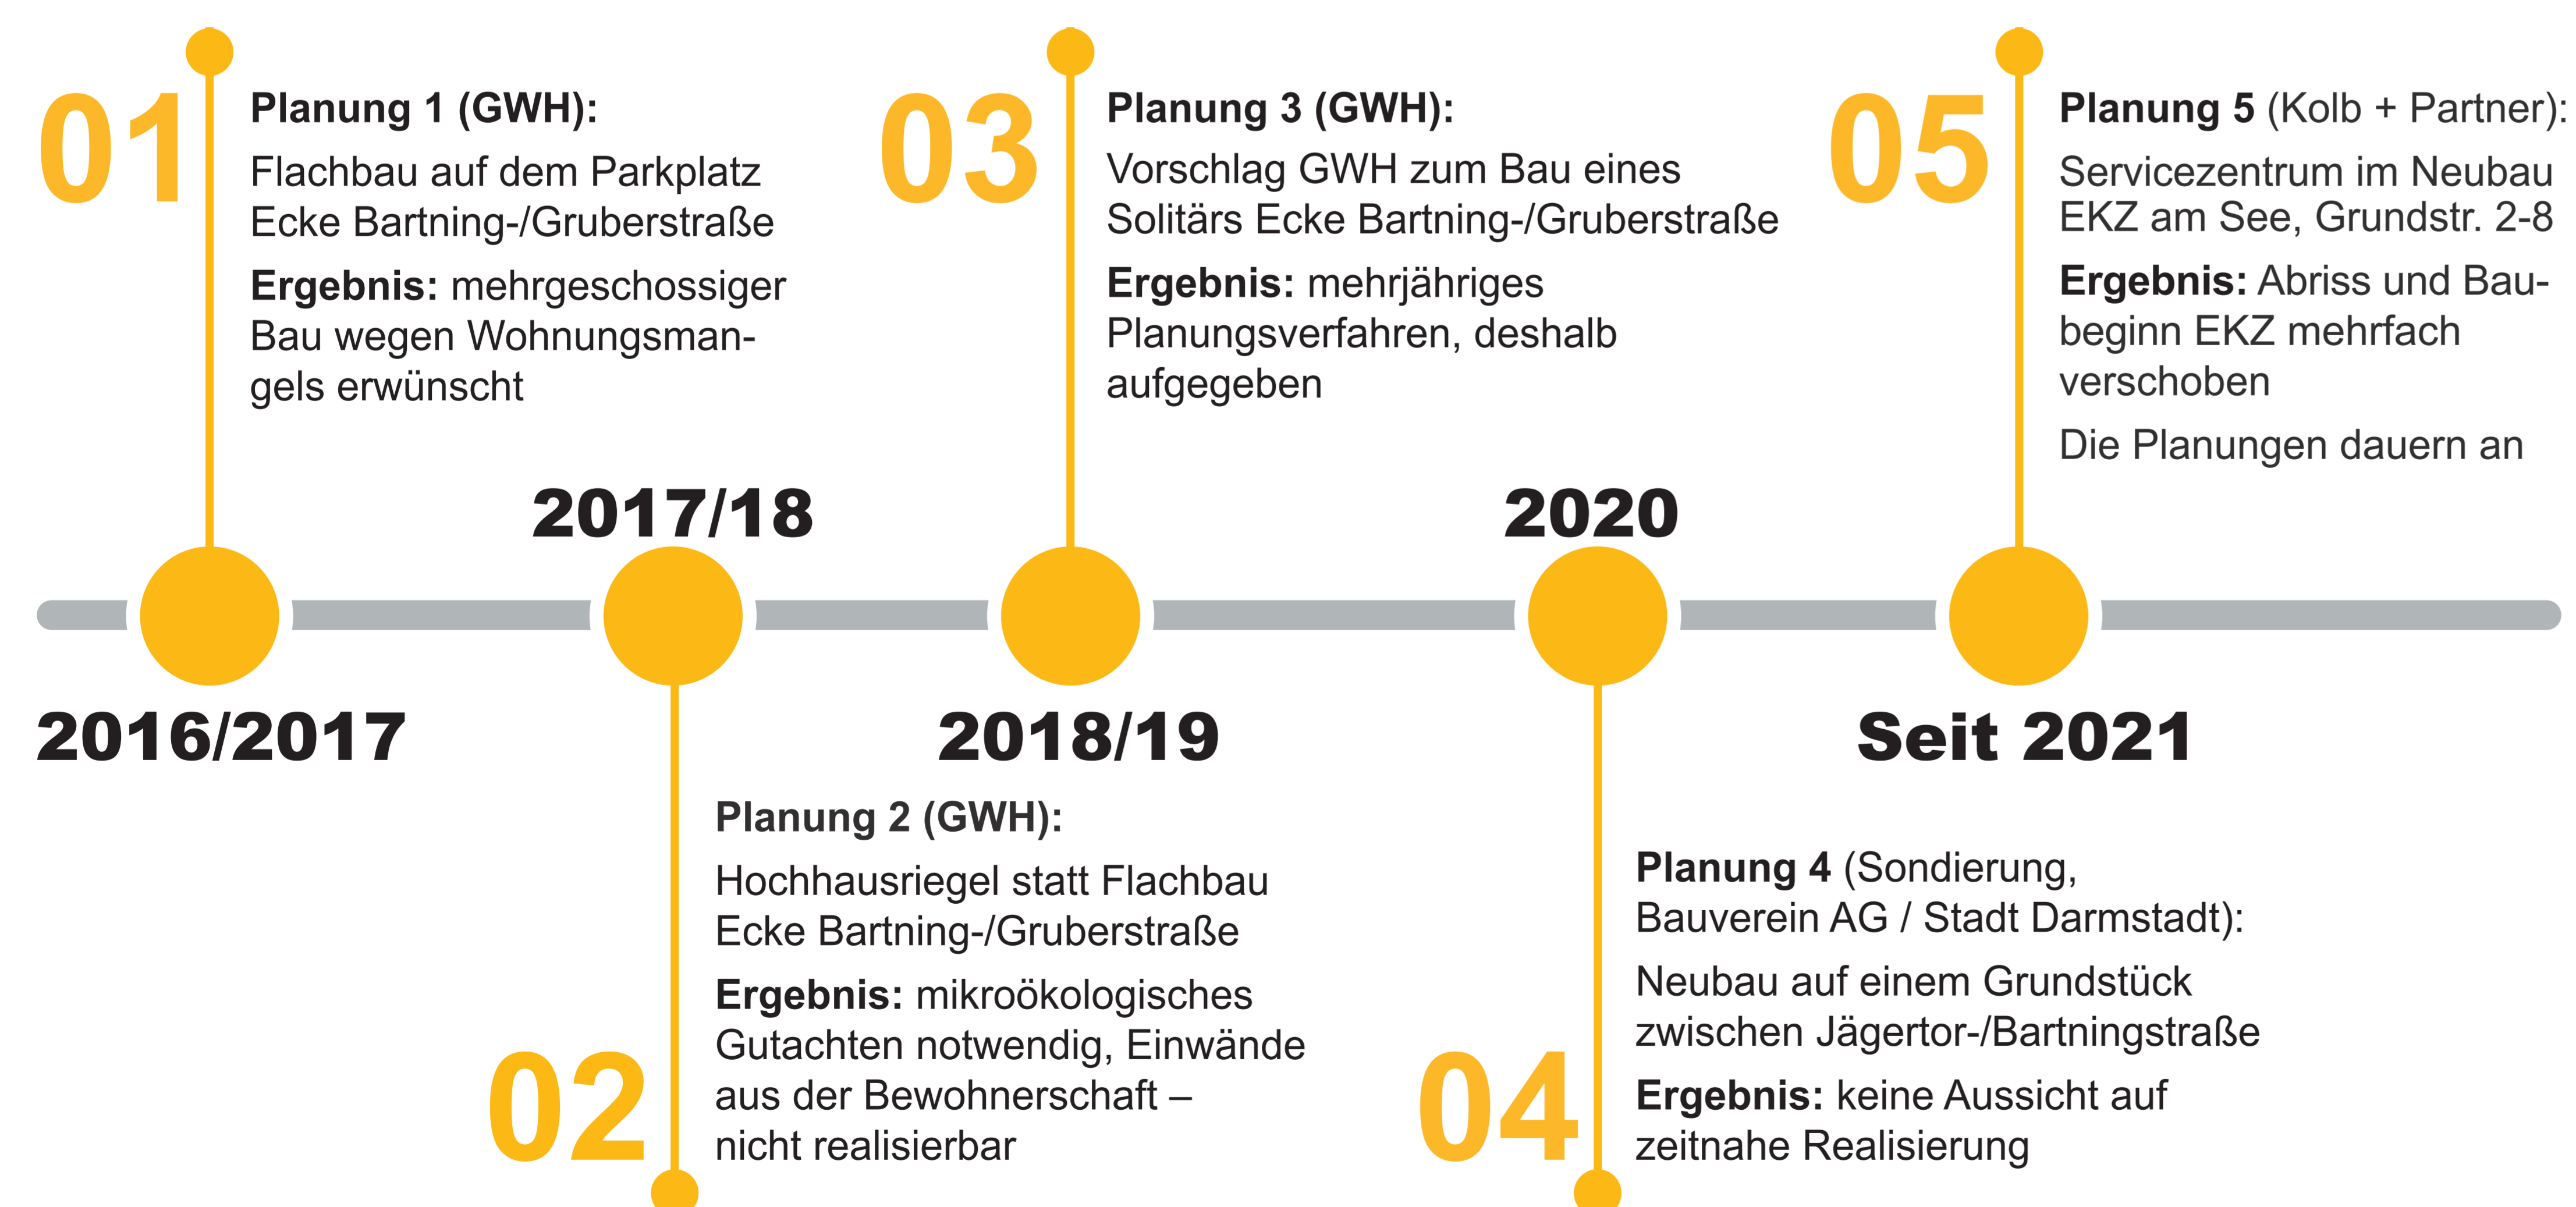 01
Planung 1 (GWH):
Flachbau auf dem Parkplatz
Ecke Bartning-/Gruberstraße
Ergebnis: mehrgeschossiger
Bau wegen Wohnungsman-
gels erwünscht
2016/2017
2017/18
02
Planung 2 (GWH):
Hochhausriegel statt Flachbau
Ecke Bartning-/Gruberstraße
Ergebnis: mikroökologisches
Gutachten notwendig, Einwände
aus der Bewohnerschaft –
nicht realisierbar
03
Planung 3 (GWH):
Vorschlag GWH zum Bau eines
Solitärs Ecke Bartning-/Gruberstraße
Ergebnis: mehrjähriges
Planungsverfahren, deshalb
aufgegeben
2018/19
2020
04
Planung 4 (Sondierung,
Bauverein AG / Stadt Darmstadt):
Neubau auf einem Grundstück
zwischen Jägertor-/Bartningstraße
Ergebnis: keine Aussicht auf
zeitnahe Realisierung
05
Planung 5 (Kolb + Partner):
Servicezentrum im Neubau
EKZ am See, Grundstr. 2-8
Ergebnis: Abriss und Bau-
beginn EKZ mehrfach
verschoben
Die Planungen dauern an
Seit 2021